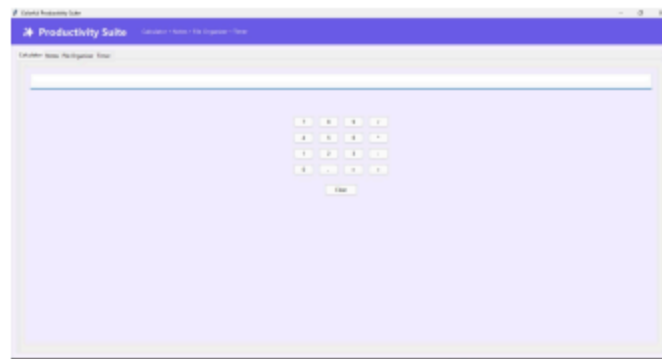 Colorful Productivity Suite
Productivity Suite
Calculator • Notes • File Organizer • Timer
Calculator Notes File Organizer Timer
7 8 9 /
4 5 6 *
1 2 3 -
0 . = +
Clear